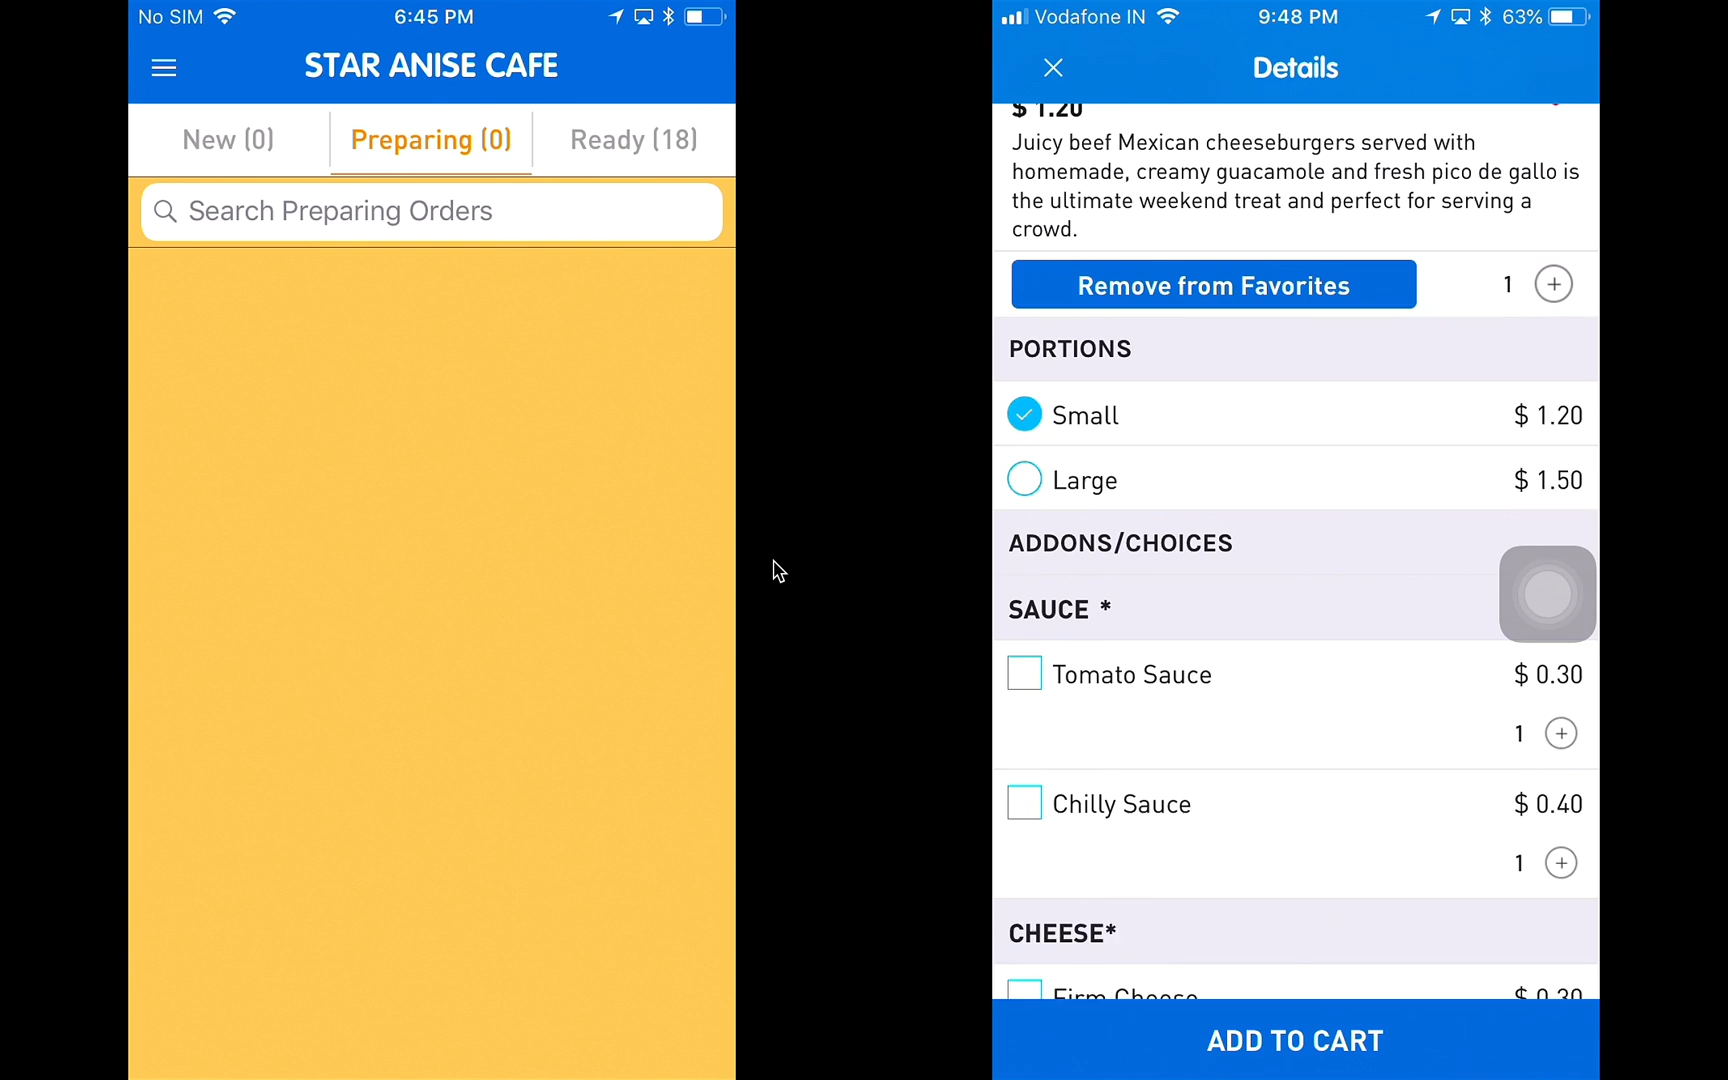 No SIM 6:45 PM
STAR ANISE CAFE
New (0) Preparing (0) Ready (18)
Search Preparing Orders
Vodafone IN 9:48 PM 63%
Details
$ 1.20
Juicy beef Mexican cheeseburgers served with
homemade, creamy guacamole and fresh pico de gallo is
the ultimate weekend treat and perfect for serving a
crowd.
Remove from Favorites 1
PORTIONS
Small $ 1.20
Large $ 1.50
ADDONS/CHOICES
SAUCE *
Tomato Sauce $ 0.30
1
Chilly Sauce $ 0.40
1
CHEESE*
Firm Cheese $ 0.30
ADD TO CART